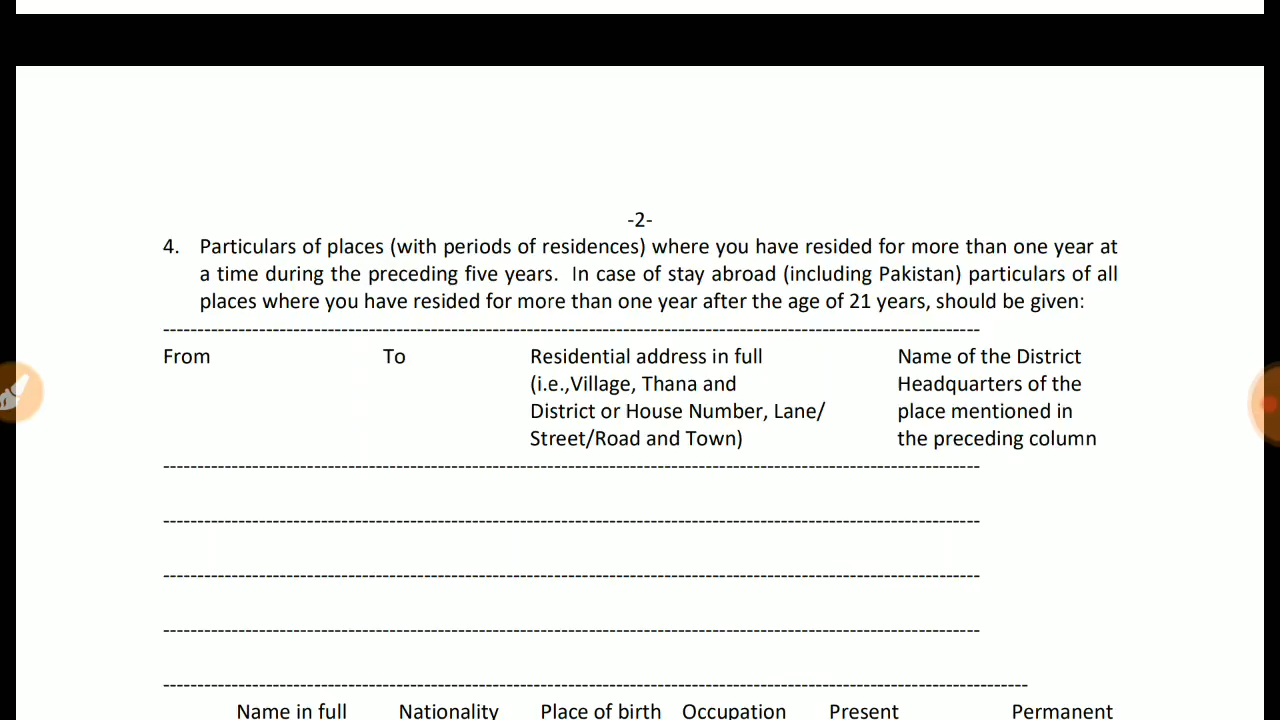 -2-
4. Particulars of places (with periods of residences) where you have resided for more than one year at
a time during the preceding five years. In case of stay abroad (including Pakistan) particulars of all
places where you have resided for more than one year after the age of 21 years, should be given:
From To Residential address in full Name of the District
(i.e.,Village, Thana and Headquarters of the
District or House Number, Lane/ place mentioned in
Street/Road and Town) the preceding column
Name in full Nationality Place of birth Occupation Present Permanent